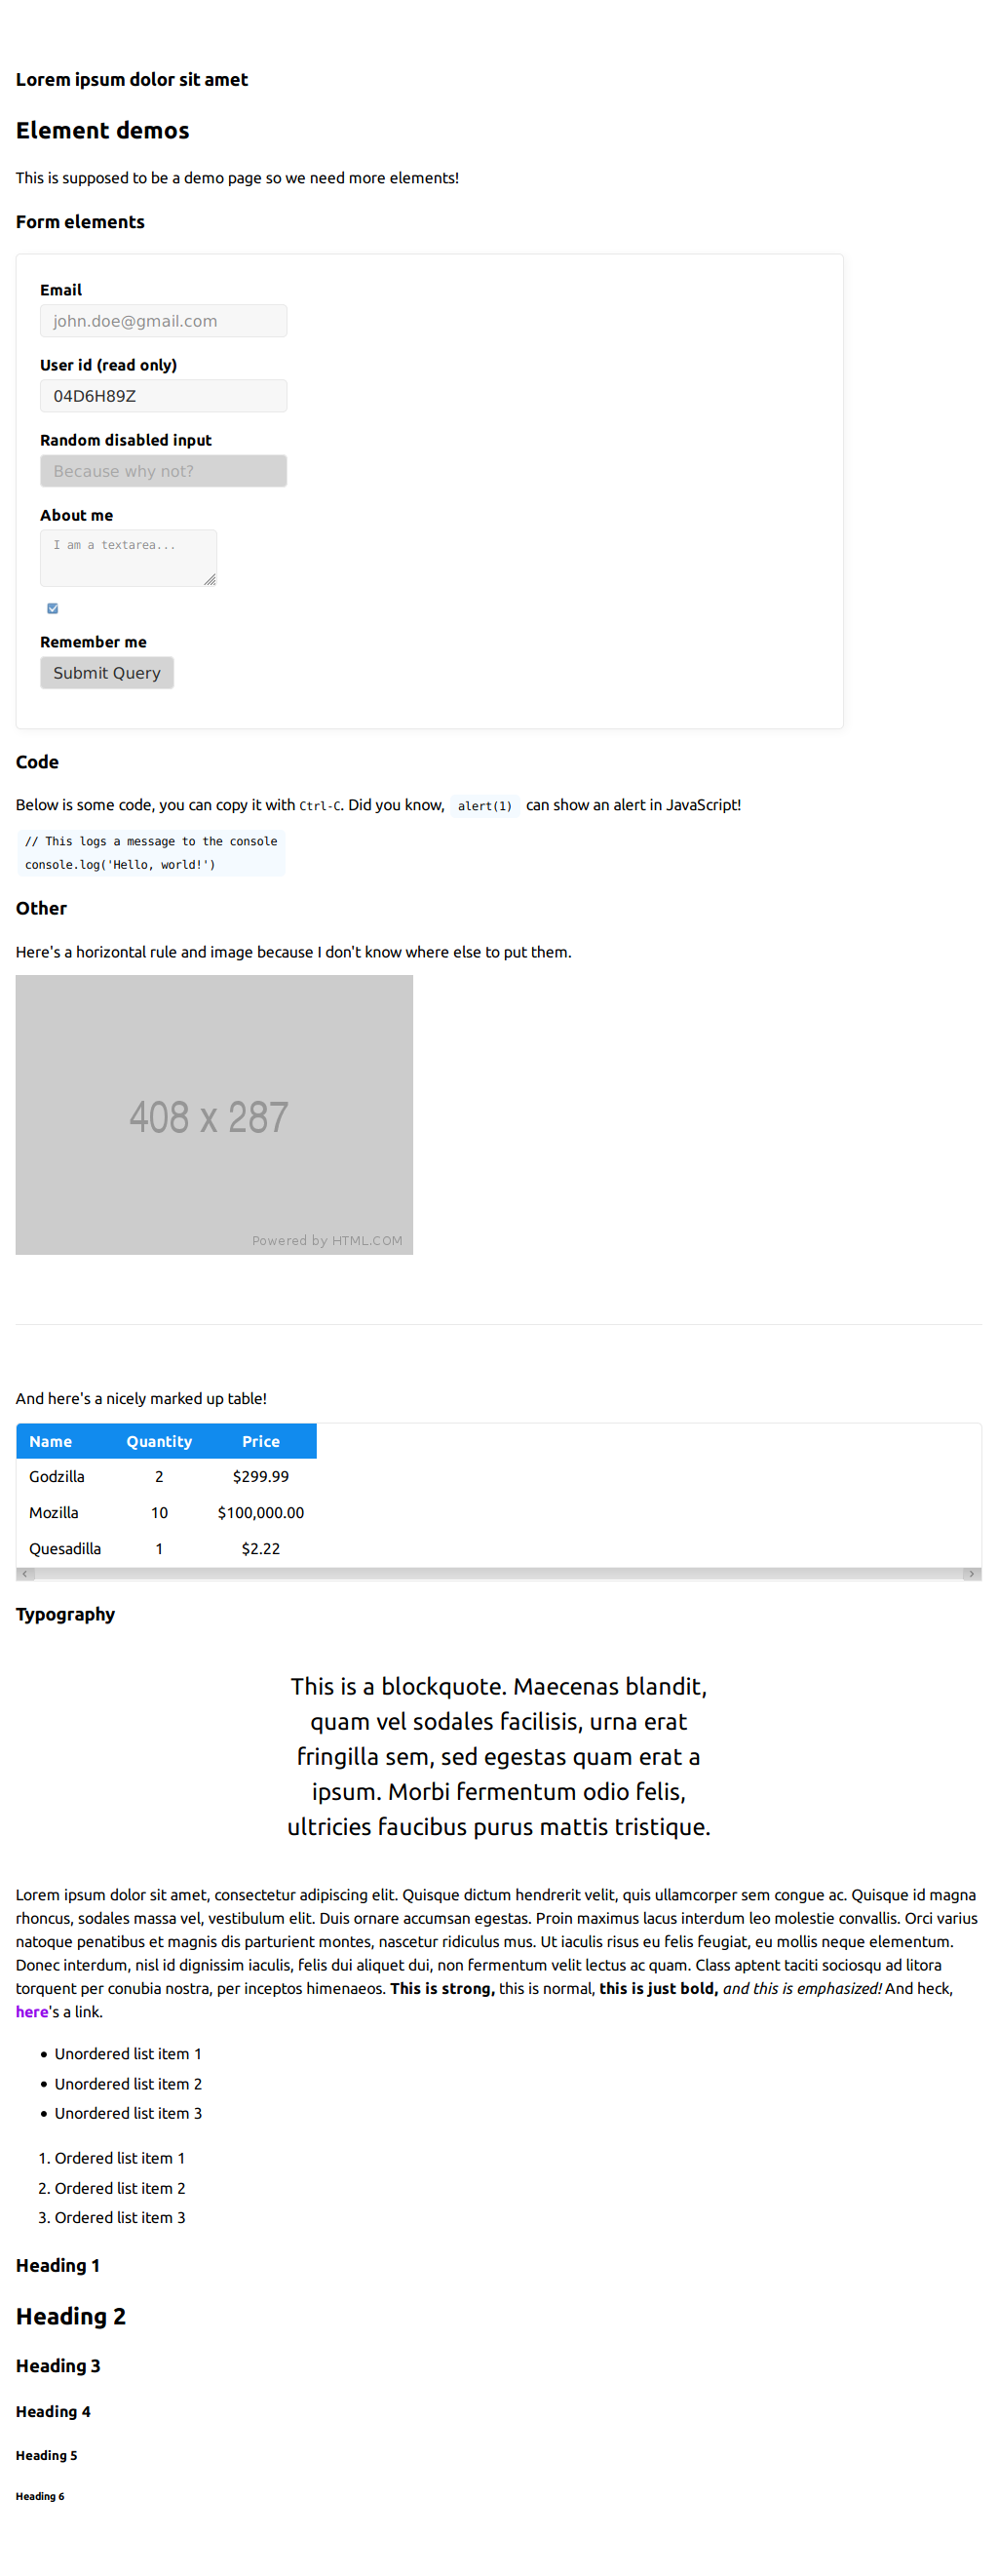 Lorem ipsum dolor sit amet
Element demos
This is supposed to be a demo page so we need more elements!
Form elements
Email
john.doe@gmail.com
User id (read only)
04D6H89Z
Random disabled input
Because why not?
About me
I am a textarea...
Remember me
Submit Query
Code
Below is some code, you can copy it with Ctrl-C. Did you know, alert(1) can show an alert in JavaScript!
// This logs a message to the console
console.log('Hello, world!')
Other
Here's a horizontal rule and image because I don't know where else to put them.
408 x 287
Powered by HTML.COM
And here's a nicely marked up table!
Name Quantity Price
Godzilla 2 $299.99
Mozilla 10 $100,000.00
Quesadilla 1 $2.22
Typography
This is a blockquote. Maecenas blandit,
quam vel sodales facilisis, urna erat
fringilla sem, sed egestas quam erat a
ipsum. Morbi fermentum odio felis,
ultricies faucibus purus mattis tristique.
Lorem ipsum dolor sit amet, consectetur adipiscing elit. Quisque dictum hendrerit velit, quis ullamcorper sem congue ac. Quisque id magna
rhoncus, sodales massa vel, vestibulum elit. Duis ornare accumsan egestas. Proin maximus lacus interdum leo molestie convallis. Orci varius
natoque penatibus et magnis dis parturient montes, nascetur ridiculus mus. Ut iaculis risus eu felis feugiat, eu mollis neque elementum.
Donec interdum, nisl id dignissim iaculis, felis dui aliquet dui, non fermentum velit lectus ac quam. Class aptent taciti sociosqu ad litora
torquent per conubia nostra, per inceptos himenaeos. This is strong, this is normal, this is just bold, and this is emphasized! And heck,
here's a link.
• Unordered list item 1
• Unordered list item 2
• Unordered list item 3
1. Ordered list item 1
2. Ordered list item 2
3. Ordered list item 3
Heading 1
Heading 2
Heading 3
Heading 4
Heading 5
Heading 6